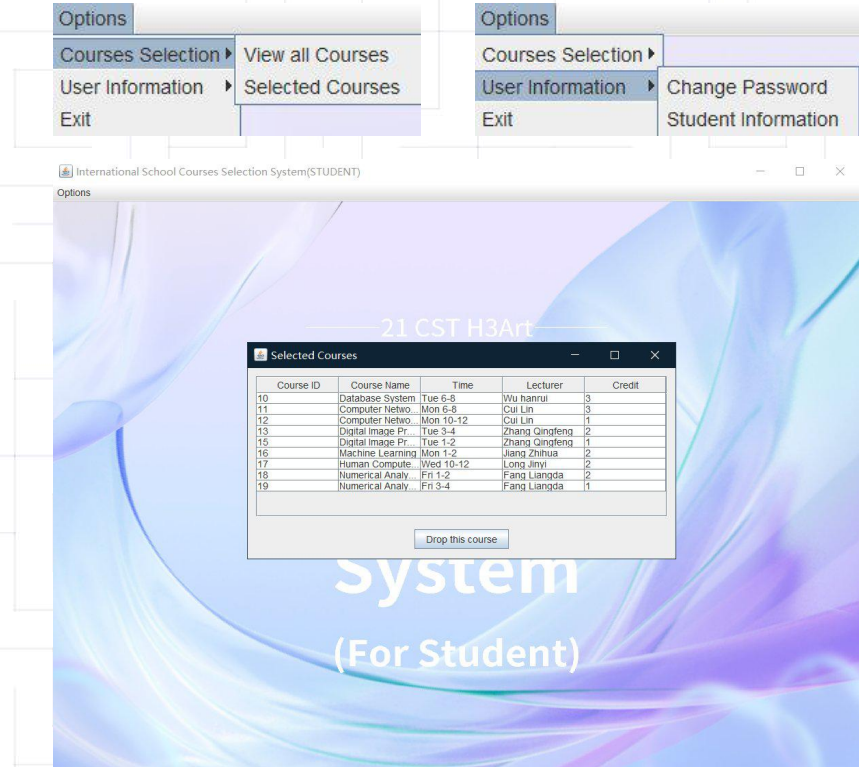 Options
Courses Selection View all Courses
User Information Selected Courses
Exit
Options
Courses Selection
User Information Change Password
Exit Student Information
International School Courses Selection System(STUDENT)
Options
21 CST H3Art
Selected Courses
Course ID Course Name Time Lecturer Credit
10 Database System Tue 6-8 Wu hanrui 3
11 Computer Netwo... Mon 6-8 Cui Lin 3
12 Computer Netwo... Mon 10-12 Cui Lin 1
13 Digital Image Pr... Tue 3-4 Zhang Qingfeng 2
15 Digital Image Pr... Tue 1-2 Zhang Qingfeng 1
16 Machine Learning Mon 1-2 Jiang Zhihua 2
17 Human Compute... Wed 10-12 Long Jinyi 2
18 Numerical Analy... Fri 1-2 Fang Liangda 2
19 Numerical Analy... Fri 3-4 Fang Liangda 1
Drop this course
System
(For Student)